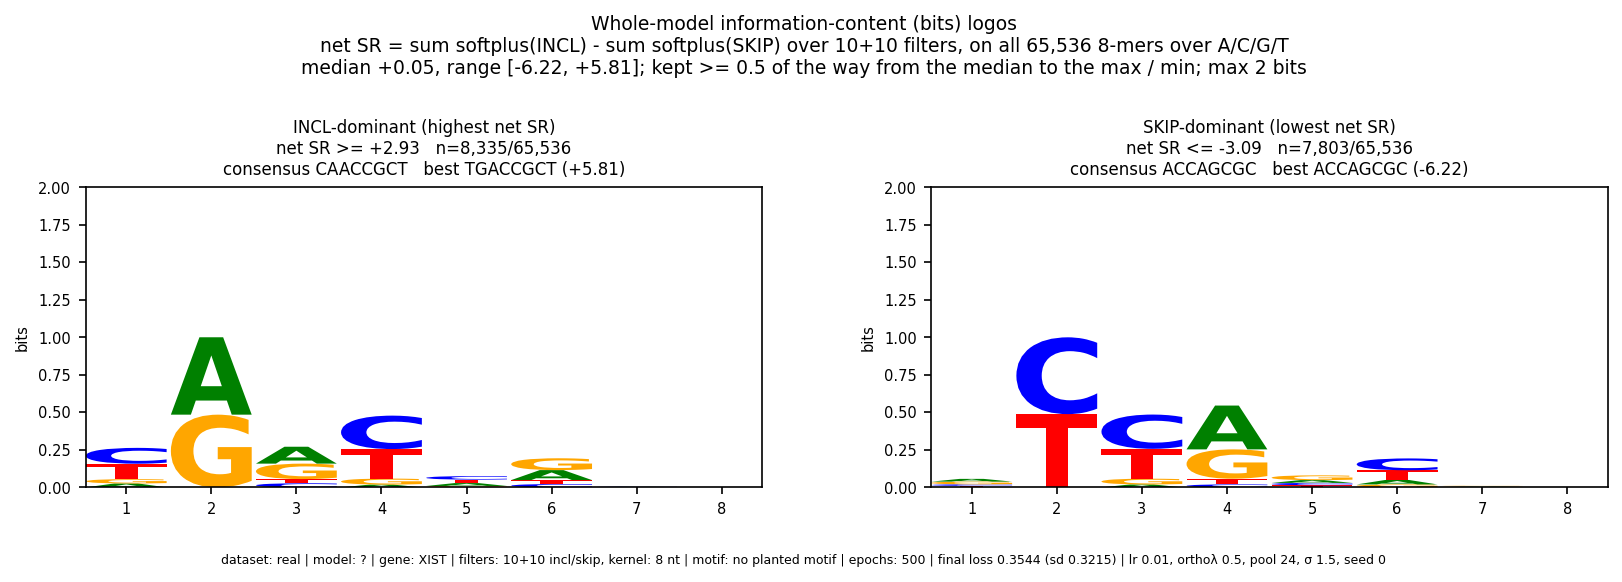 Whole-model information-content (bits) logos
net SR = sum softplus(INCL) - sum softplus(SKIP) over 10+10 filters, on all 65,536 8-mers over A/C/G/T
median +0.05, range [-6.22, +5.81]; kept >= 0.5 of the way from the median to the max / min; max 2 bits
INCL-dominant (highest net SR)
net SR >= +2.93 n=8,335/65,536
consensus CAACCGCT best TGACCGCT (+5.81)
2.00
1.75
1.50
1.25
1.00
0.75
0.50
0.25
0.00
bits
C T G A
A G
A G T C
C T G A
C T A
G A T C
1 2 3 4 5 6 7 8
SKIP-dominant (lowest net SR)
net SR <= -3.09 n=7,803/65,536
consensus ACCAGCGC best ACCAGCGC (-6.22)
2.00
1.75
1.50
1.25
1.00
0.75
0.50
0.25
0.00
bits
C T
C T G A
A G T C
C T A G
1 2 3 4 5 6 7 8
dataset: real | model: ? | gene: XIST | filters: 10+10 incl/skip, kernel: 8 nt | motif: no planted motif | epochs: 500 | final loss 0.3544 (sd 0.3215) | lr 0.01, orthoλ 0.5, pool 24, σ 1.5, seed 0